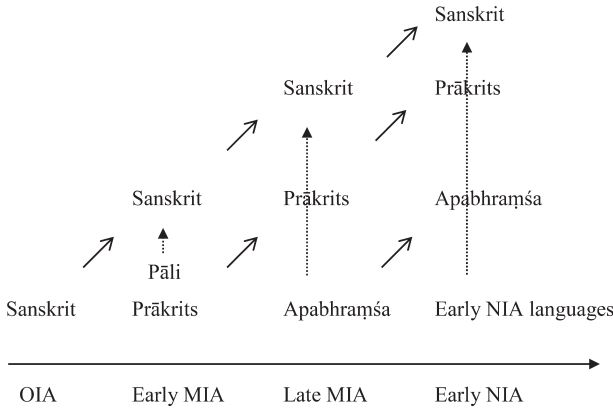 Sanskrit
Sanskrit Prākrits
Sanskrit Prākrits Apabhraṃśa
Pāli
Sanskrit Prākrits Apabhraṃśa Early NIA languages
OIA Early MIA Late MIA Early NIA